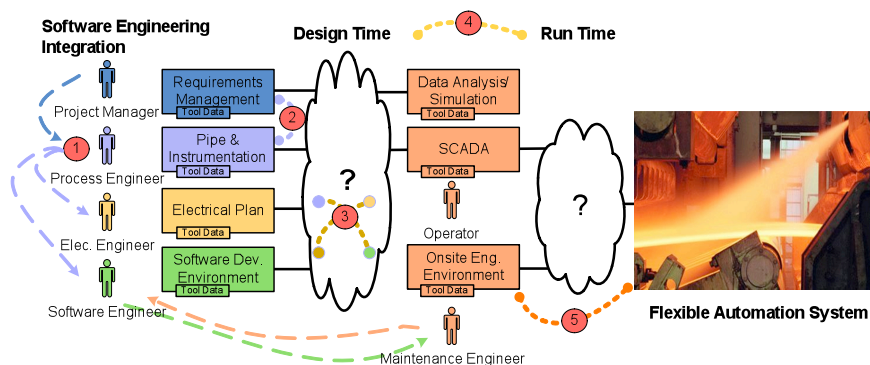 Software Engineering
Integration
Design Time
4
Run Time
Project Manager
Requirements
Management
Tool Data
2
Data Analysis/
Simulation
Tool Data
1
Process Engineer
Pipe &
Instrumentation
Tool Data
?
SCADA
Tool Data
Operator
?
Elec. Engineer
Electrical Plan
Tool Data
3
Software Engineer
Software Dev.
Environment
Tool Data
Onsite Eng.
Environment
Tool Data
5
Maintenance Engineer
Flexible Automation System